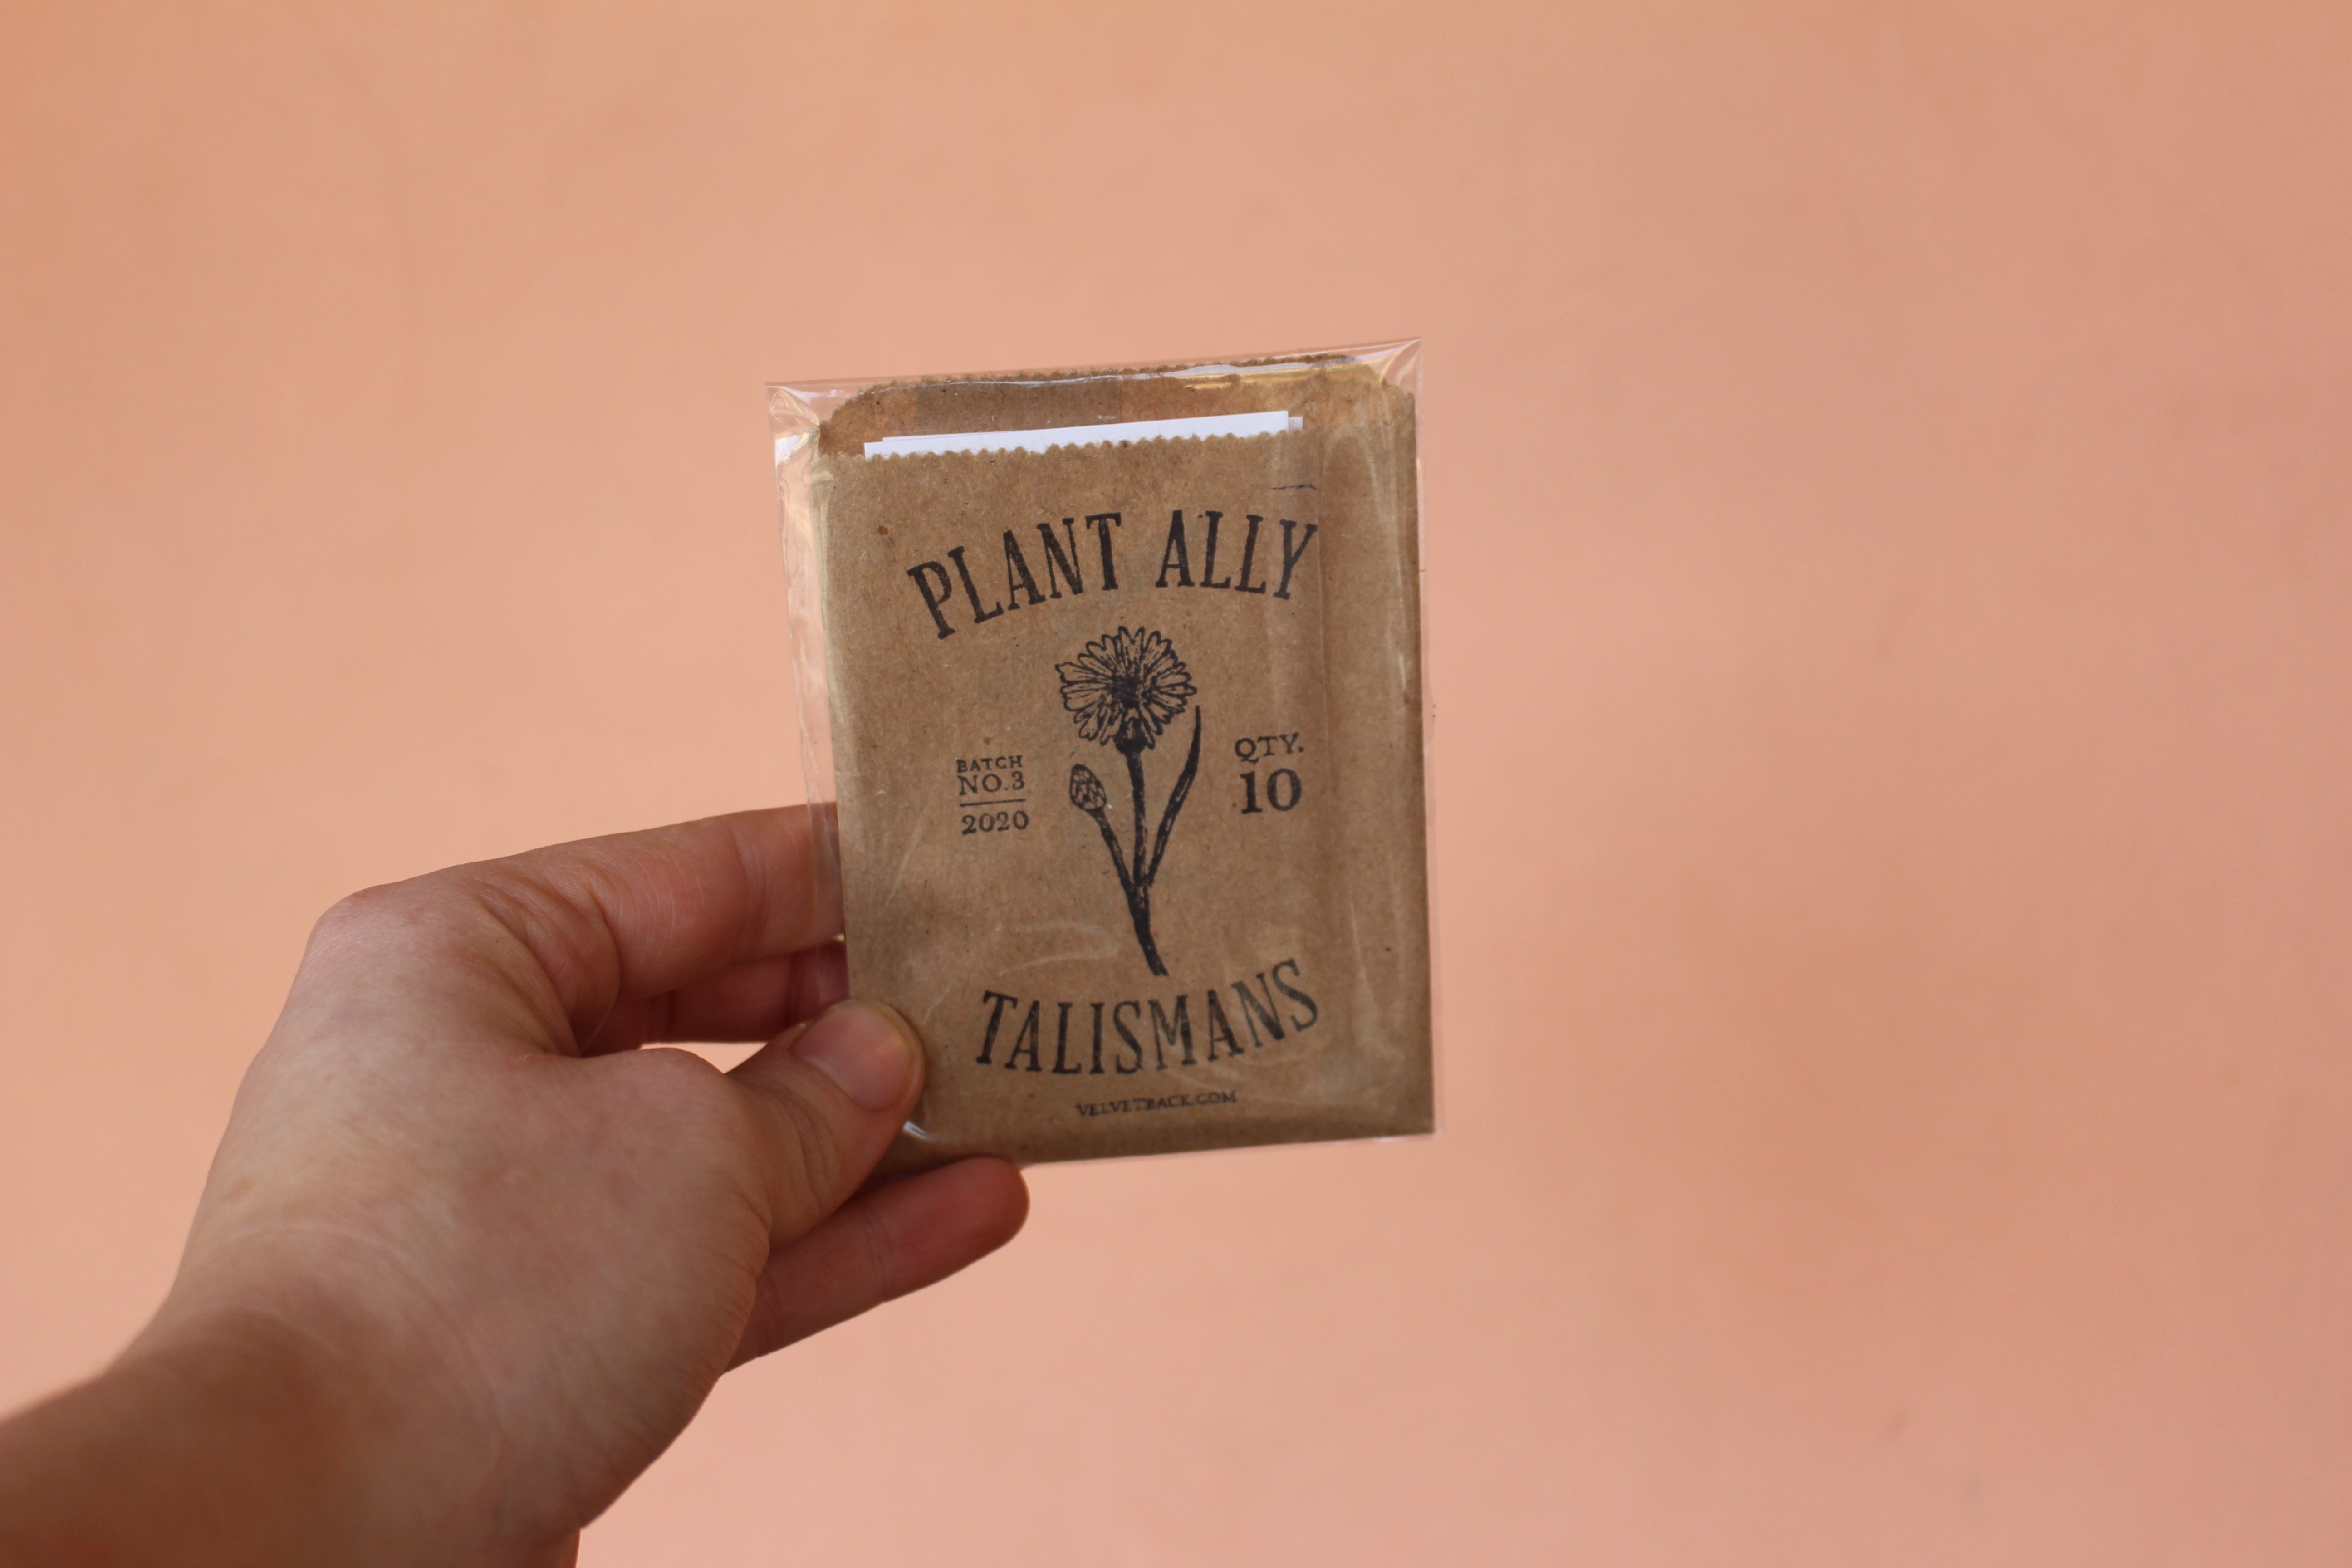 PLANT ALLY
BATCH
NO.3
2020
QTY.
10
TALISMANS
VELVETBACK.COM